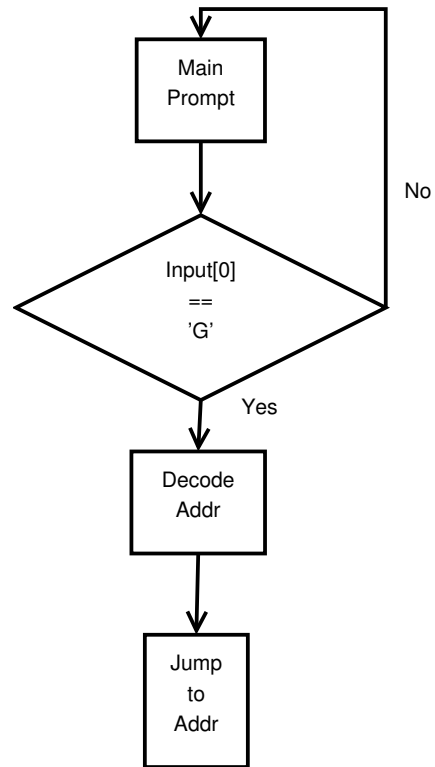 Main
Prompt
No
Input[0]
==
'G'
Yes
Decode
Addr
Jump
to
Addr